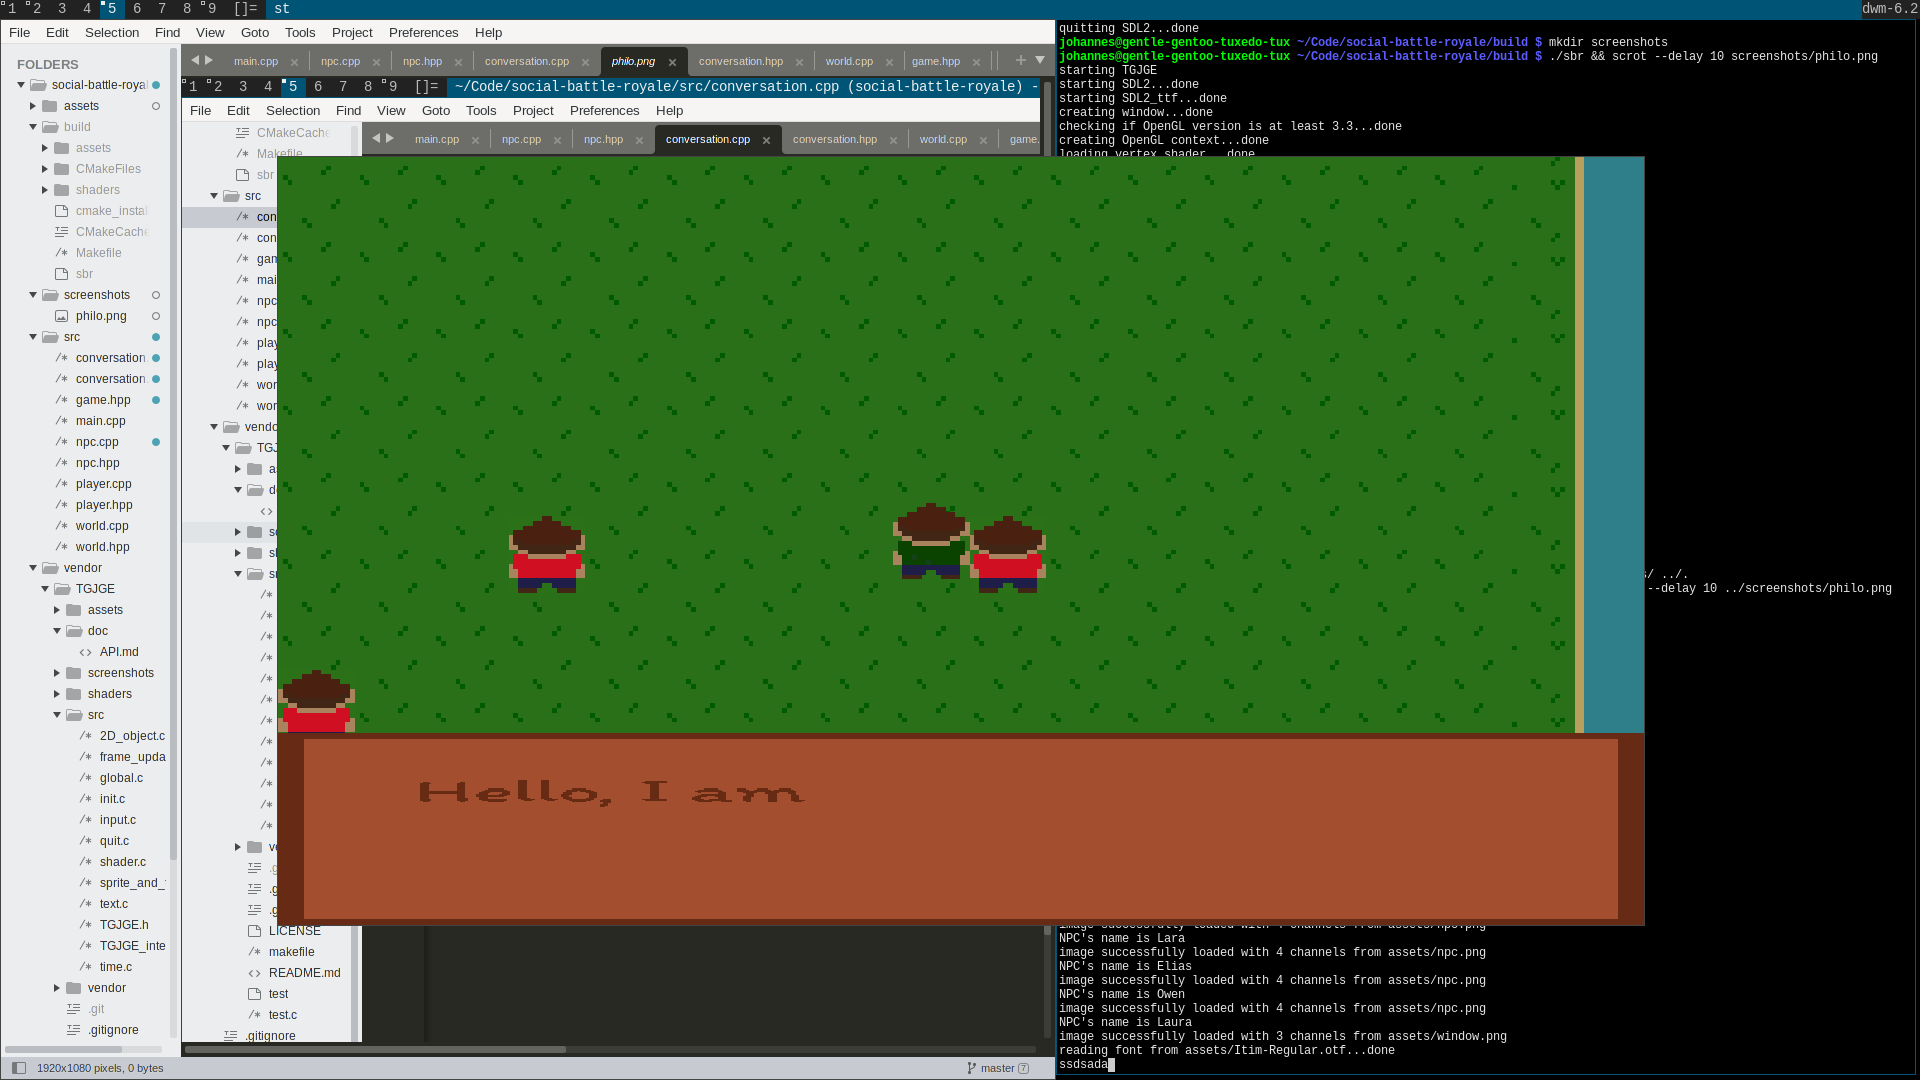 1 2 3 4 5 6 7 8 9 []= st
dwm-6.2
File Edit Selection Find View Goto Tools Project Preferences Help
FOLDERS
social-battle-royal
assets
build
assets
CMakeFiles
shaders
cmake_instal
CMakeCache
Makefile
sbr
screenshots
philo.png
src
conversation
conversation
game.hpp
main.cpp
npc.cpp
npc.hpp
player.cpp
player.hpp
world.cpp
world.hpp
vendor
TGJGE
assets
doc
API.md
screenshots
shaders
src
2D_object.c
frame_upda
global.c
init.c
input.c
quit.c
shader.c
sprite_and_
text.c
TGJGE.h
TGJGE_inte
time.c
vendor
.git
.gitignore
1920x1080 pixels, 0 bytes
master 7
main.cpp npc.cpp npc.hpp conversation.cpp philo.png conversation.hpp world.cpp game.hpp
1 2 3 4 5 6 7 8 9 []= ~/Code/social-battle-royale/src/conversation.cpp (social-battle-royale) -
File Edit Selection Find View Goto Tools Project Preferences Help
main.cpp npc.cpp npc.hpp conversation.cpp conversation.hpp world.cpp game.
CMakeCache
Makefile
sbr
src
con
con
gam
mai
npc
npc
play
play
wor
wor
vendo
TGJ
LICENSE
makefile
README.md
test
test.c
.gitignore
Hello, I am
quitting SDL2...done
johannes@gentle-gentoo-tuxedo-tux ~/Code/social-battle-royale/build $ mkdir screenshots
johannes@gentle-gentoo-tuxedo-tux ~/Code/social-battle-royale/build $ ./sbr && scrot --delay 10 screenshots/philo.png
starting TGJGE
starting SDL2...done
starting SDL2_ttf...done
creating window...done
checking if OpenGL version is at least 3.3...done
creating OpenGL context...done
loading vertex shader...done
s/ ../.
--delay 10 ../screenshots/philo.png
image successfully loaded with 4 channels from assets/npc.png
NPC's name is Lara
image successfully loaded with 4 channels from assets/npc.png
NPC's name is Elias
image successfully loaded with 4 channels from assets/npc.png
NPC's name is Owen
image successfully loaded with 4 channels from assets/npc.png
NPC's name is Laura
image successfully loaded with 3 channels from assets/window.png
reading font from assets/Itim-Regular.otf...done
ssdsada